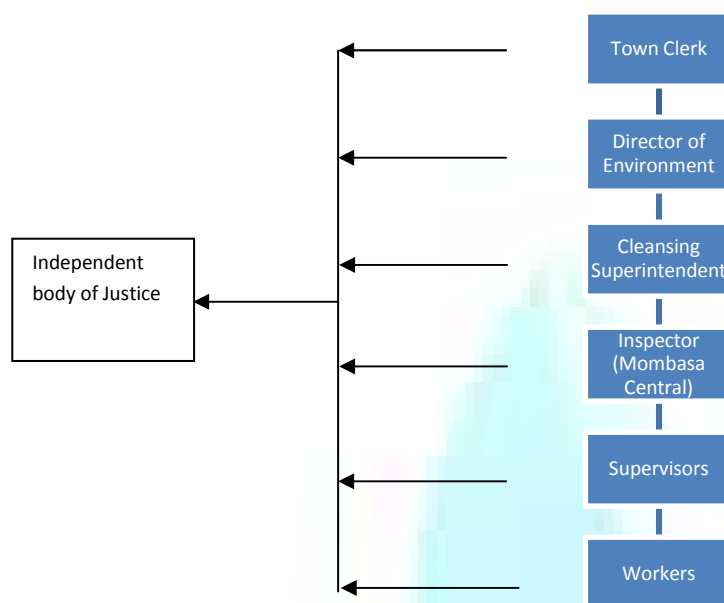 Town Clerk
Director of
Environment
Cleansing
Superintendent
Independent
body of Justice
Inspector
(Mombasa
Central)
Supervisors
Workers